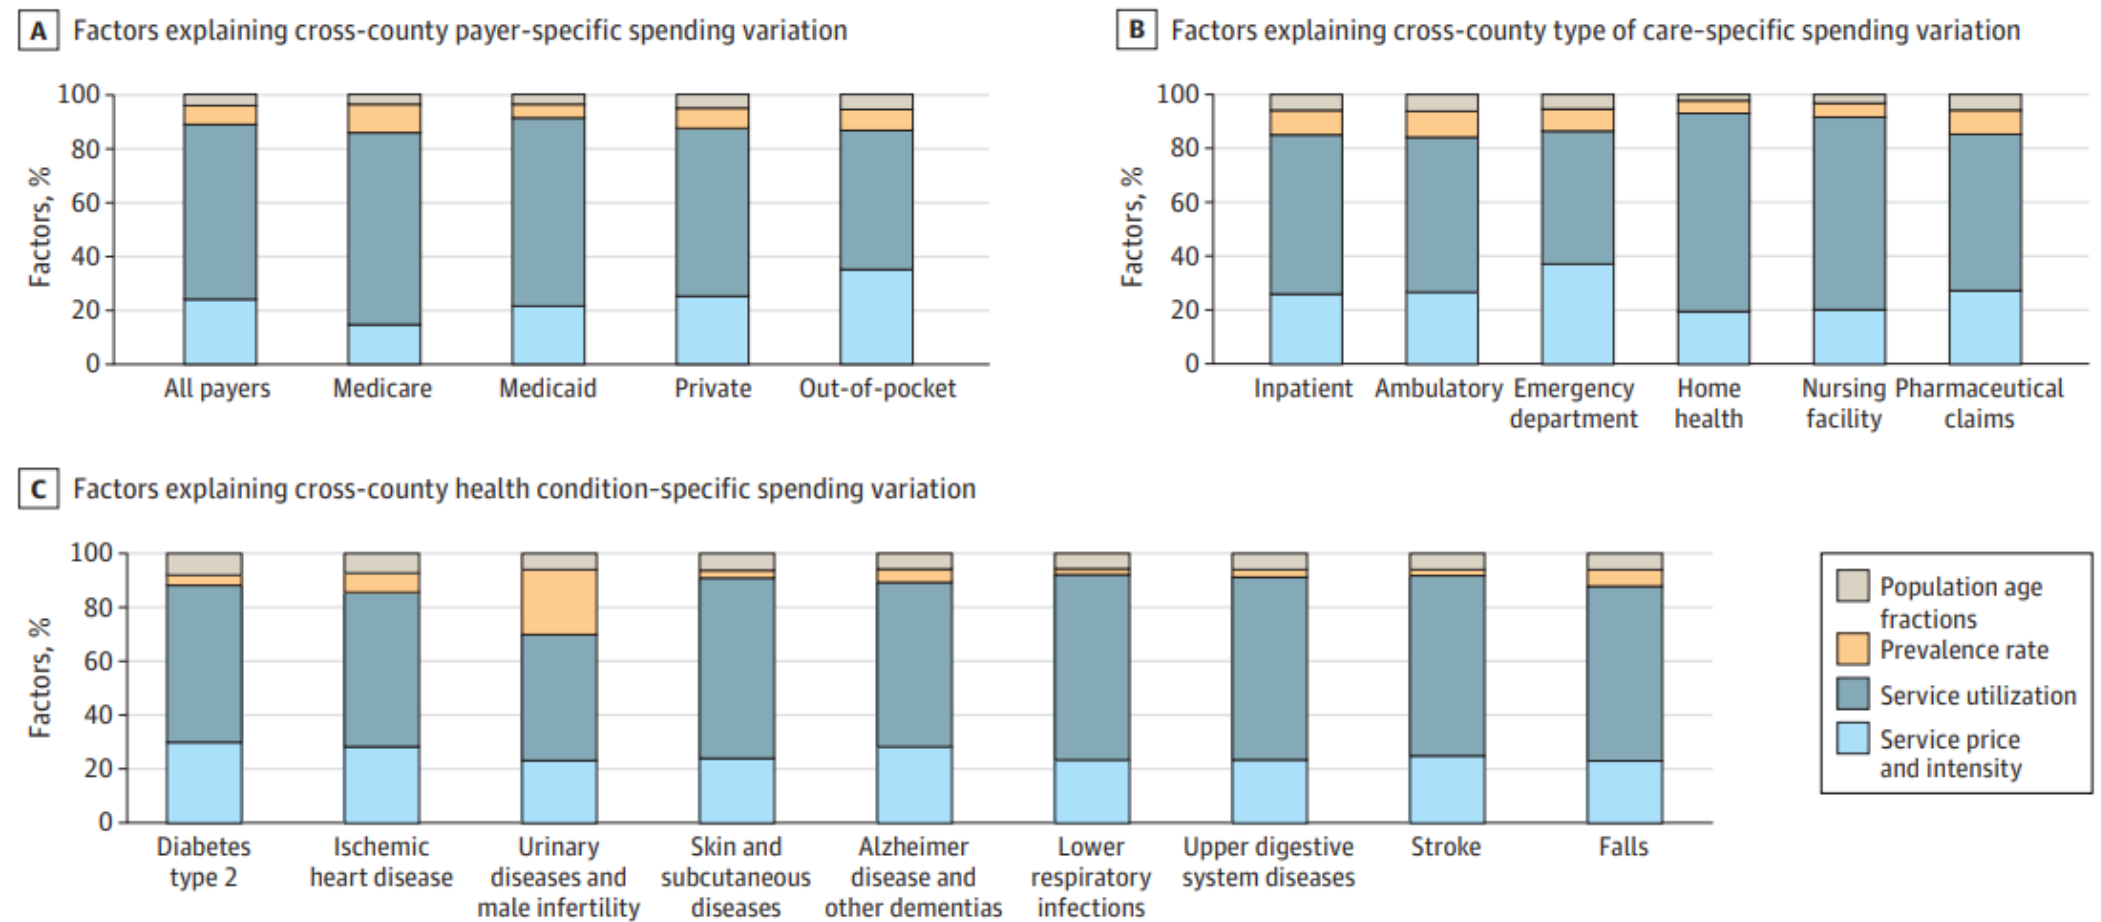 A Factors explaining cross-county payer-specific spending variation
100
80
60
40
20
0
Factors, %
All payers
Medicare
Medicaid
Private
Out-of-pocket
B Factors explaining cross-county type of care-specific spending variation
100
80
60
40
20
0
Factors, %
Inpatient
Ambulatory
Emergency
department
Home
health
Nursing
facility
Pharmaceutical
claims
C Factors explaining cross-county health condition-specific spending variation
100
80
60
40
20
0
Factors, %
Diabetes
type 2
Ischemic
heart disease
Urinary
diseases and
male infertility
Skin and
subcutaneous
diseases
Alzheimer
disease and
other dementias
Lower
respiratory
infections
Upper digestive
system diseases
Stroke
Falls
Population age
fractions
Prevalence rate
Service utilization
Service price
and intensity